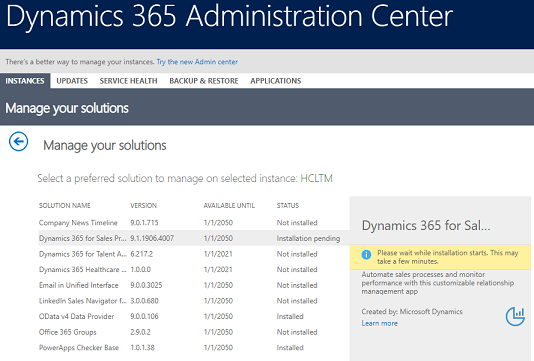 Dynamics 365 Administration Center
There's a better way to manage your instances. Try the new Admin center
INSTANCES UPDATES SERVICE HEALTH BACKUP & RESTORE APPLICATIONS
Manage your solutions
Manage your solutions
Select a preferred solution to manage on selected instance: HCLTM
SOLUTION NAME VERSION AVAILABLE UNTIL STATUS
Company News Timeline 9.0.1.715 1/1/2050 Not installed
Dynamics 365 for Sales Pr... 9.1.1906.4007 1/1/2050 Installation pending
Dynamics 365 for Talent A... 6.217.2 1/1/2021 Not installed
Dynamics 365 Healthcare ... 1.0.0.0 1/1/2021 Not installed
Email in Unified Interface 9.0.0.3025 1/1/2050 Not installed
LinkedIn Sales Navigator f... 3.0.0.680 1/1/2050 Not installed
OData v4 Data Provider 9.0.0.106 1/1/2050 Installed
Office 365 Groups 2.9.0.2 1/1/2050 Not installed
PowerApps Checker Base 1.0.1.38 1/1/2050 Installed
Dynamics 365 for Sal...
Please wait while installation starts. This may
take a few minutes.
Automate sales processes and monitor
performance with this customizable relationship
management app
Created by: Microsoft Dynamics
Learn more